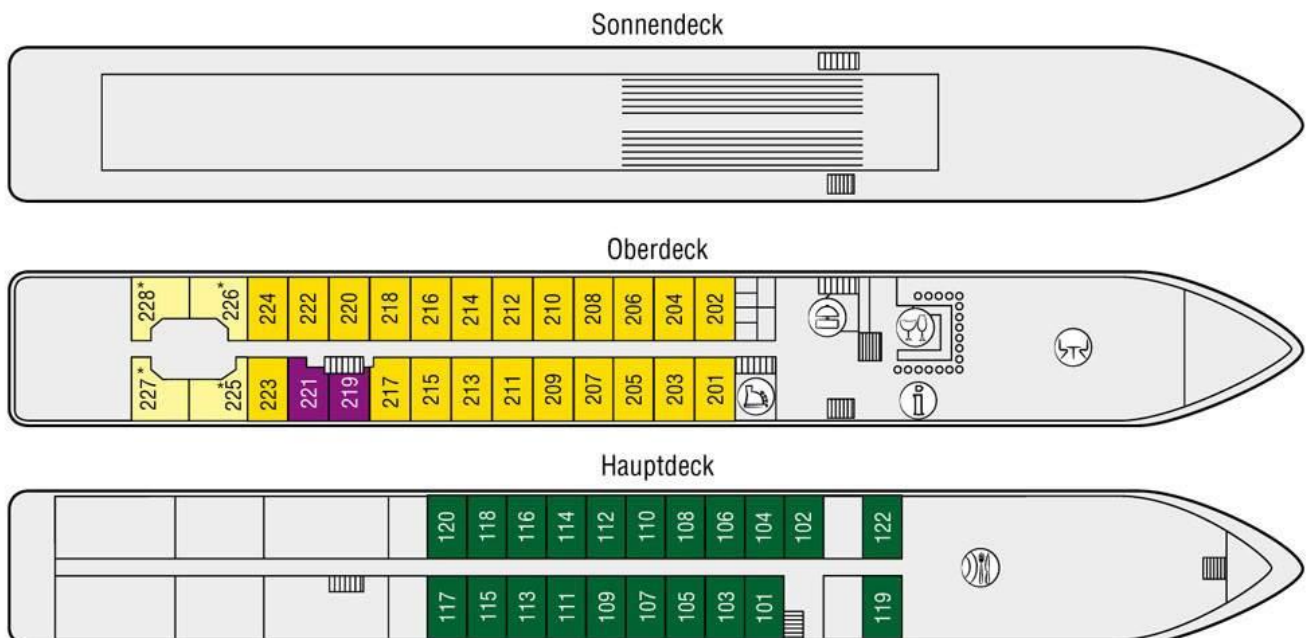 Sonnendeck
Oberdeck
228* 226* 224 222 220 218 216 214 212 210 208 206 204 202
227* 225* 223 221 219 217 215 213 211 209 207 205 203 201
i
Hauptdeck
120 118 116 114 112 110 108 106 104 102 122
117 115 113 111 109 107 105 103 101 119